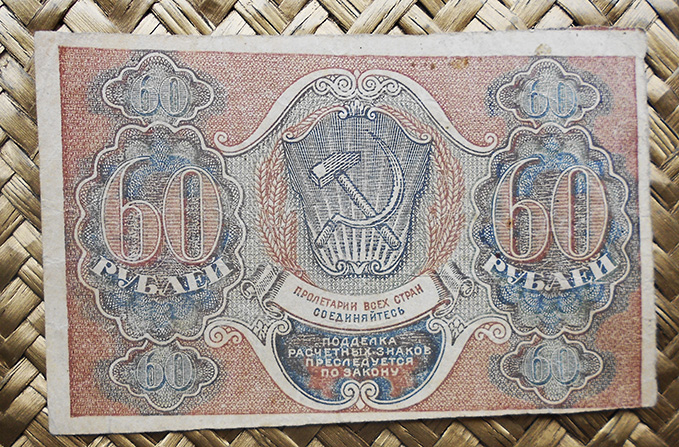 60 60
60 60
РУБЛЕЙ РУБЛЕЙ
ПРОЛЕТАРИИ ВСЕХ СТРАН
СОЕДИНЯЙТЕСЬ
ПОДДЕЛКА
РАСЧЕТНЫХ ЗНАКОВ
ПРЕСЛЕДУЕТСЯ
ПО ЗАКОНУ
60 60